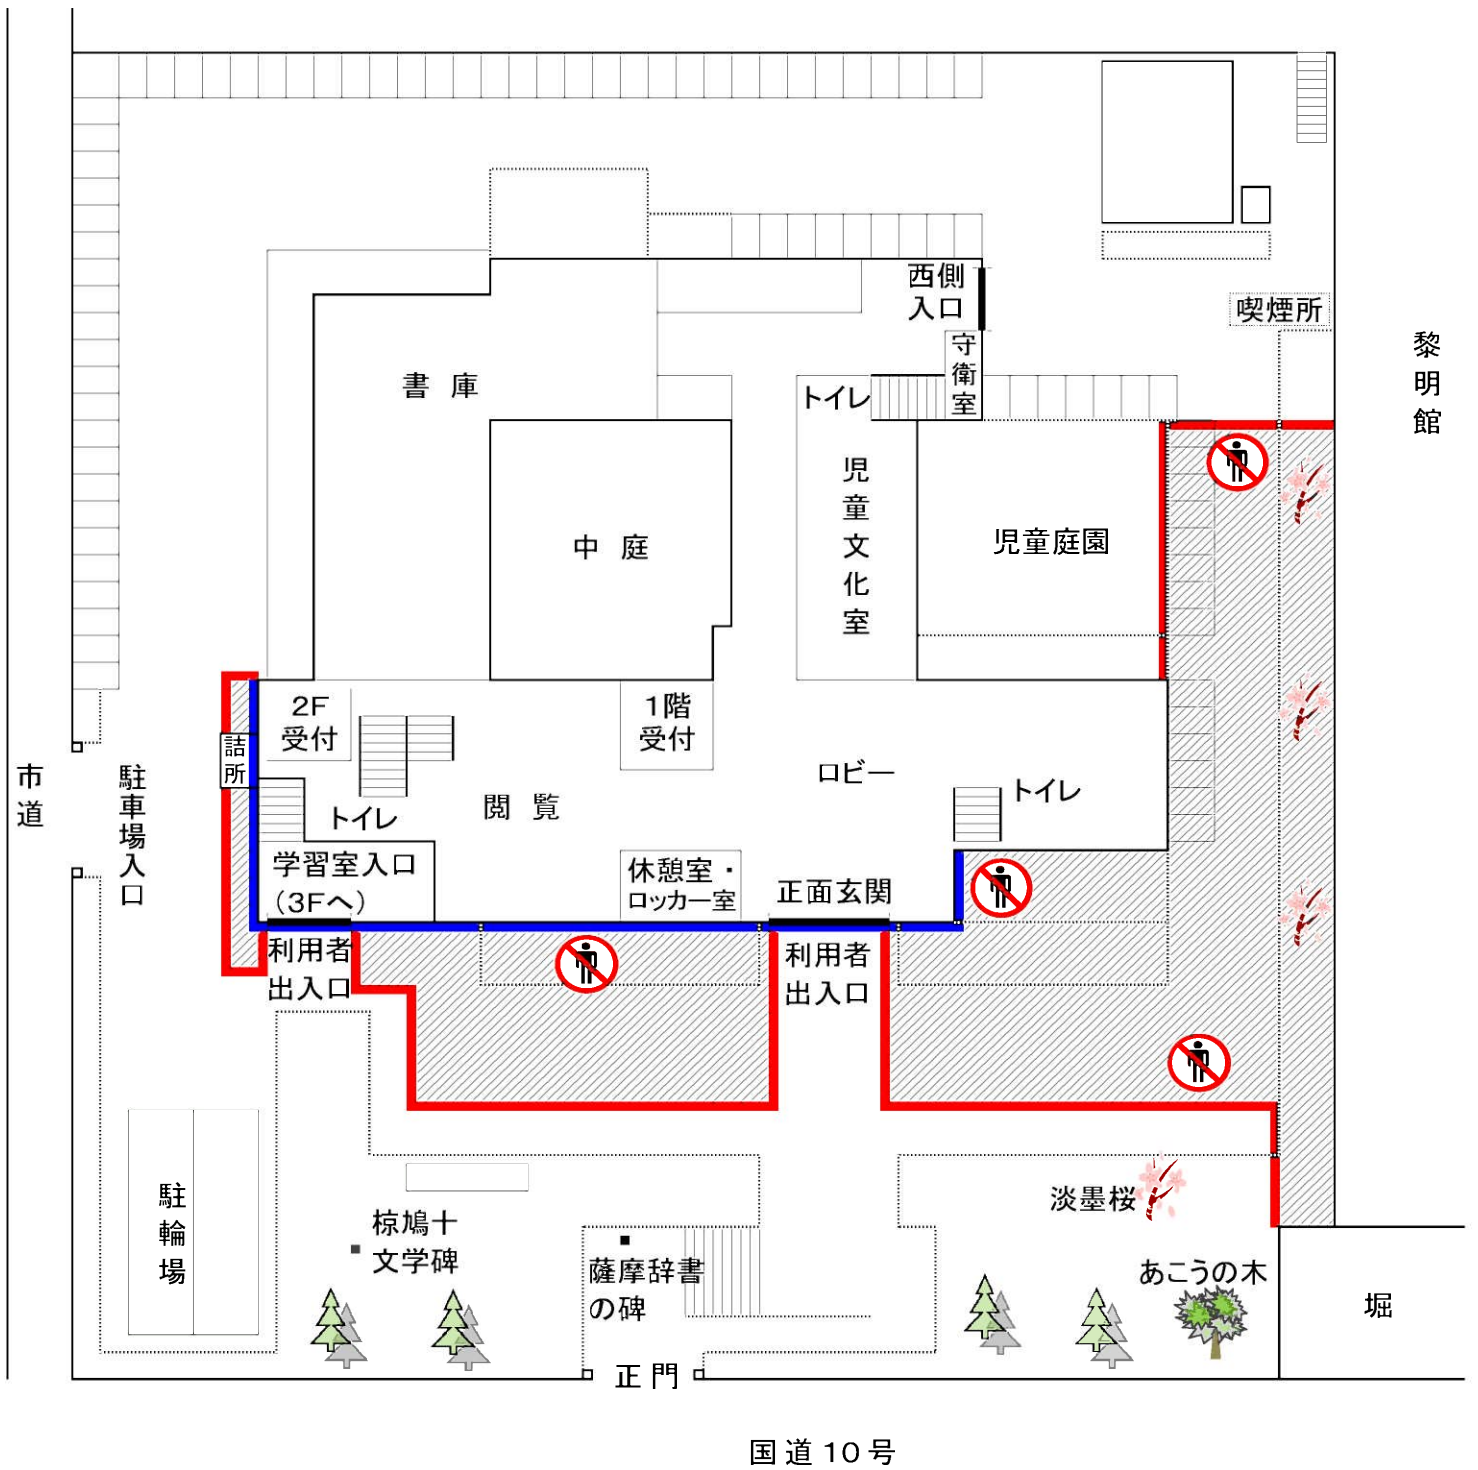 西側
入口
喫煙所
守衛室
黎明館
書庫
トイレ
児童文化室
児童庭園
中庭
2F
受付
1階
受付
詰所
市道
駐車場入口
ロビー
トイレ
閲覧
トイレ
学習室入口
(3Fへ)
休憩室・
ロッカー室
正面玄関
利用者
出入口
利用者
出入口
駐輪場
椋鳩十
文学碑
薩摩辞書
の碑
淡墨桜
あこうの木
堀
正門
国道10号